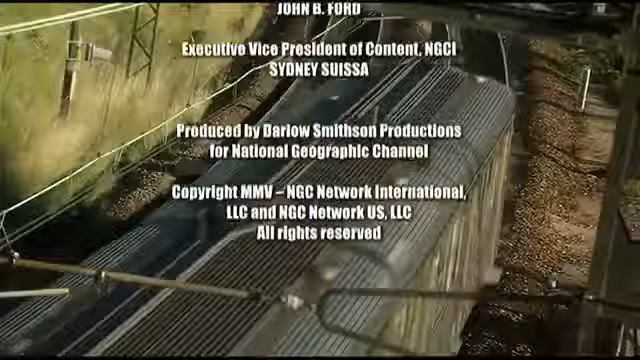 JOHN B. FORD
Executive Vice President of Content, NGCI
SYDNEY SUISSA
Produced by Darlow Smithson Productions
for National Geographic Channel
Copyright MMV – NGC Network International,
LLC and NGC Network US, LLC
All rights reserved